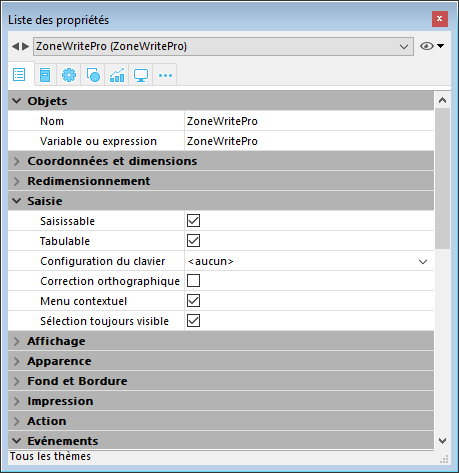 Liste des propriétés
ZoneWritePro (ZoneWritePro)
Objets
Nom ZoneWritePro
Variable ou expression ZoneWritePro
Coordonnées et dimensions
Redimensionnement
Saisie
Saisissable
Tabulable
Configuration du clavier <aucun>
Correction orthographique
Menu contextuel
Sélection toujours visible
Affichage
Apparence
Fond et Bordure
Impression
Action
Evénements
Tous les thèmes